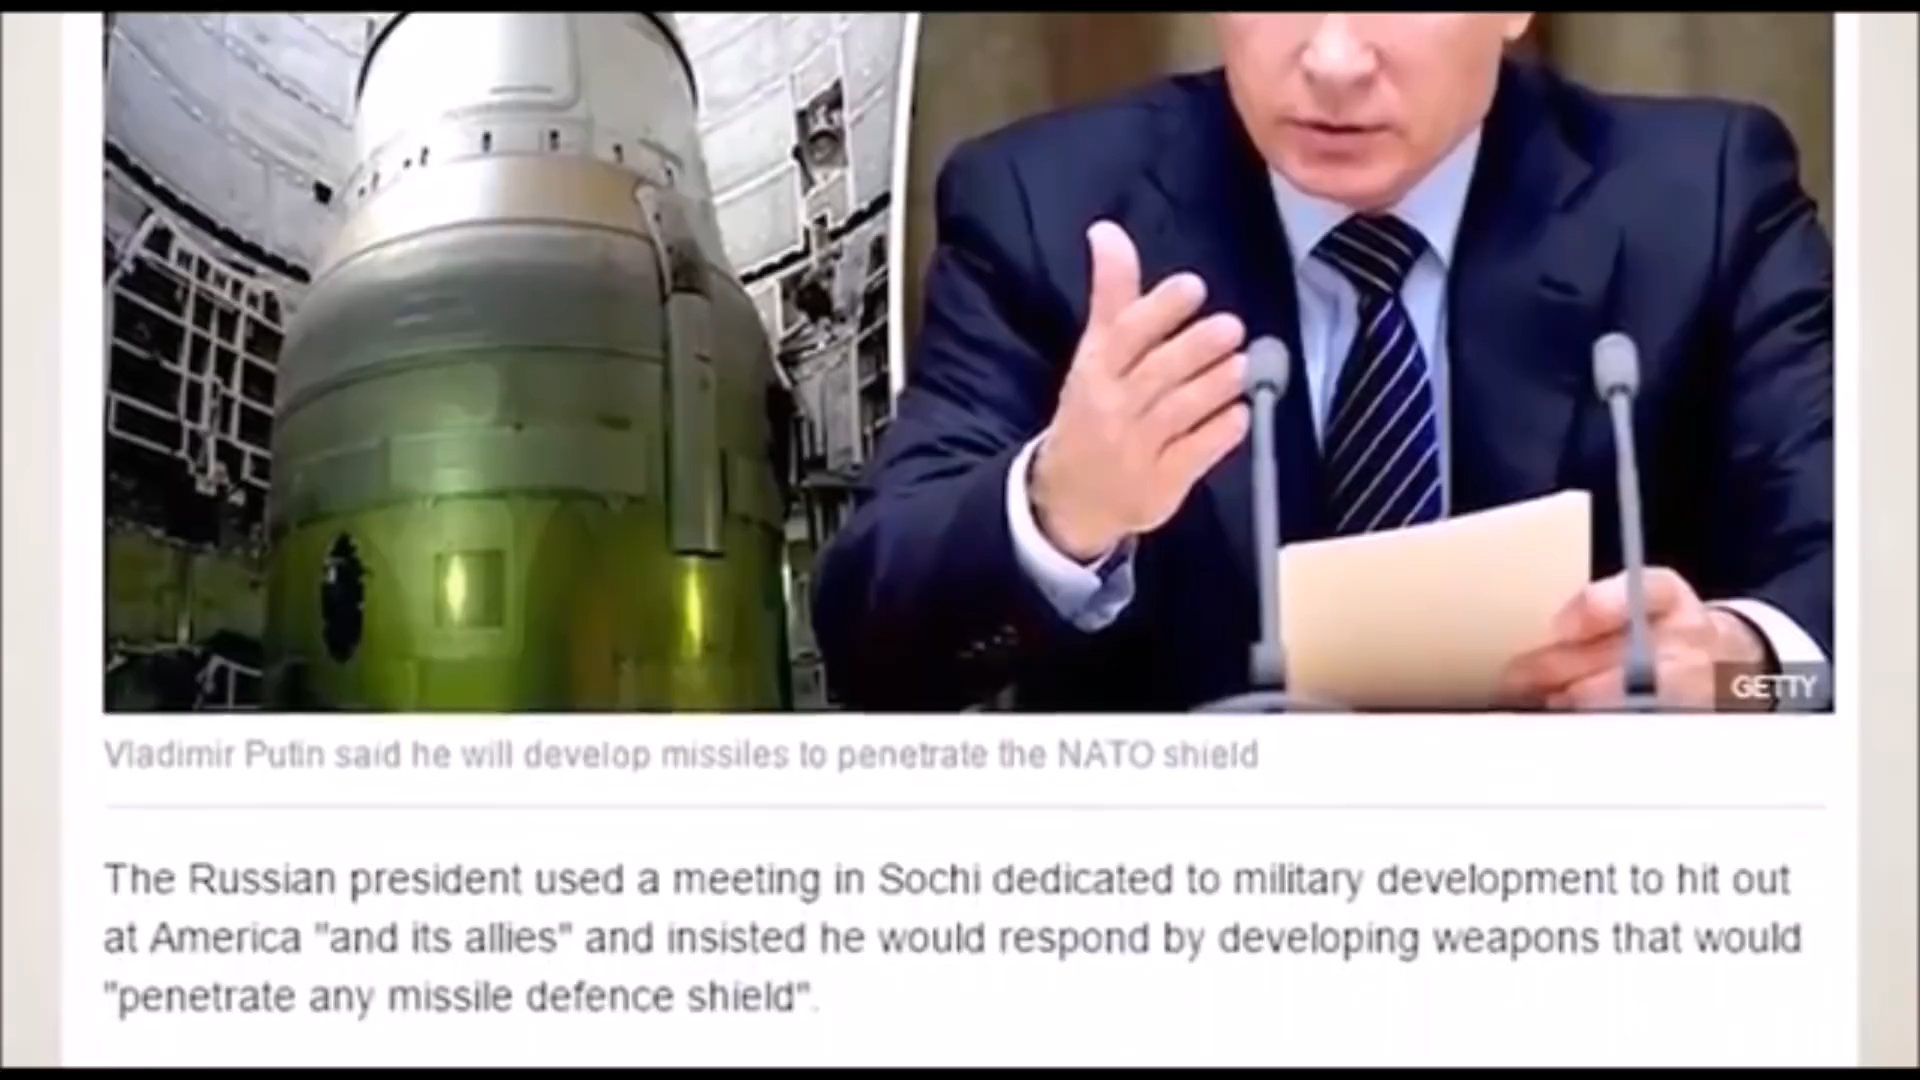 GETTY
Vladimir Putin said he will develop missiles to penetrate the NATO shield
The Russian president used a meeting in Sochi dedicated to military development to hit out
at America "and its allies" and insisted he would respond by developing weapons that would
"penetrate any missile defence shield".